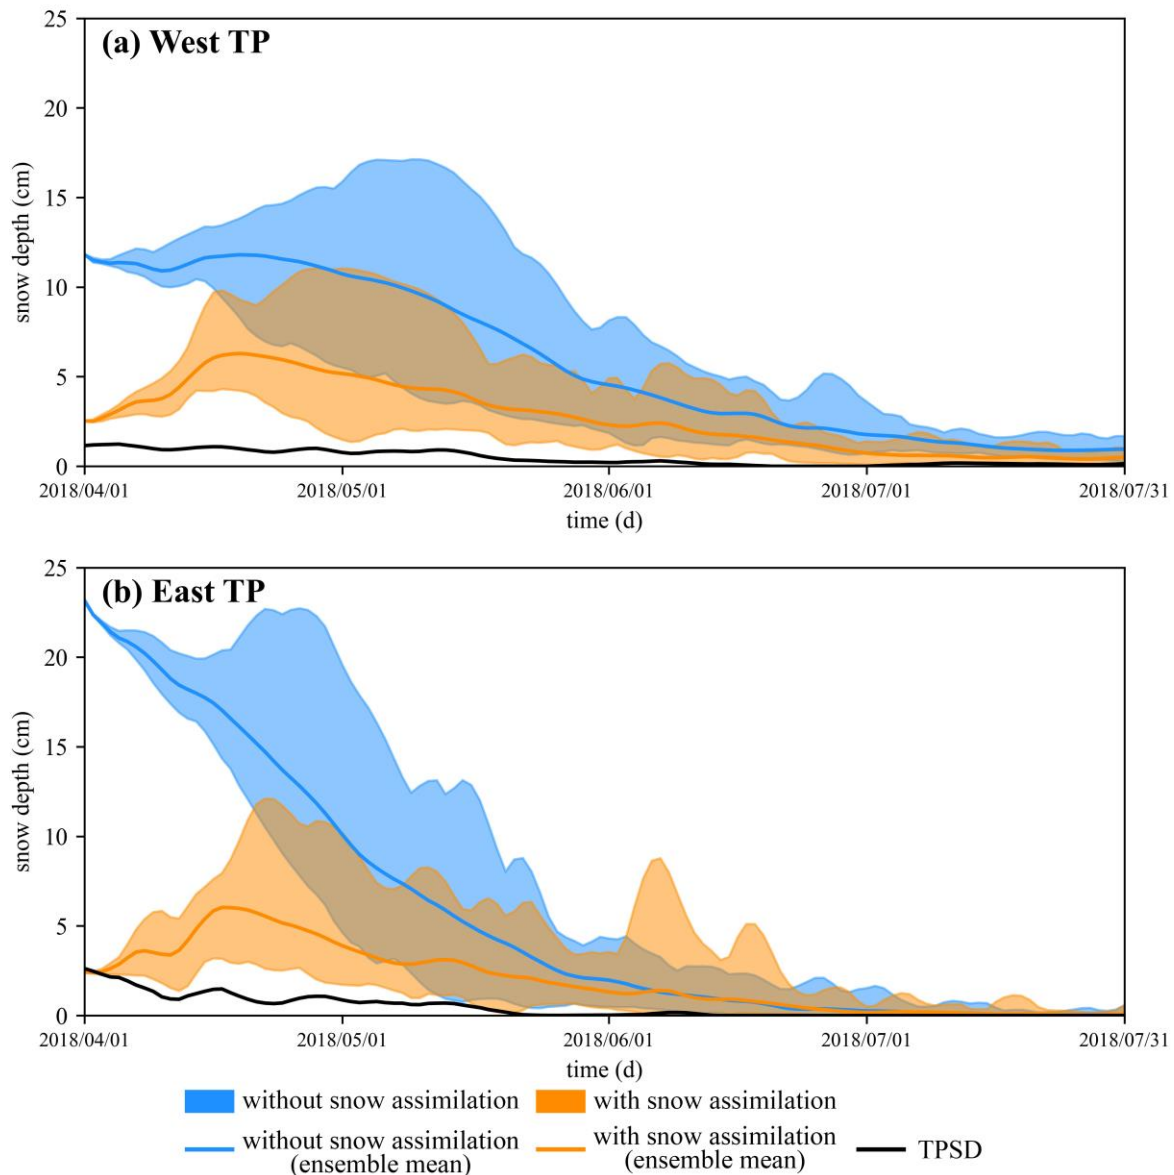 25
(a) West TP
20
15
10
5
0
snow depth (cm)
2018/04/01 2018/05/01 2018/06/01 2018/07/01 2018/07/31
time (d)
25
(b) East TP
20
15
10
5
0
snow depth (cm)
2018/04/01 2018/05/01 2018/06/01 2018/07/01 2018/07/31
time (d)
without snow assimilation with snow assimilation
without snow assimilation with snow assimilation TPSD
(ensemble mean) (ensemble mean)